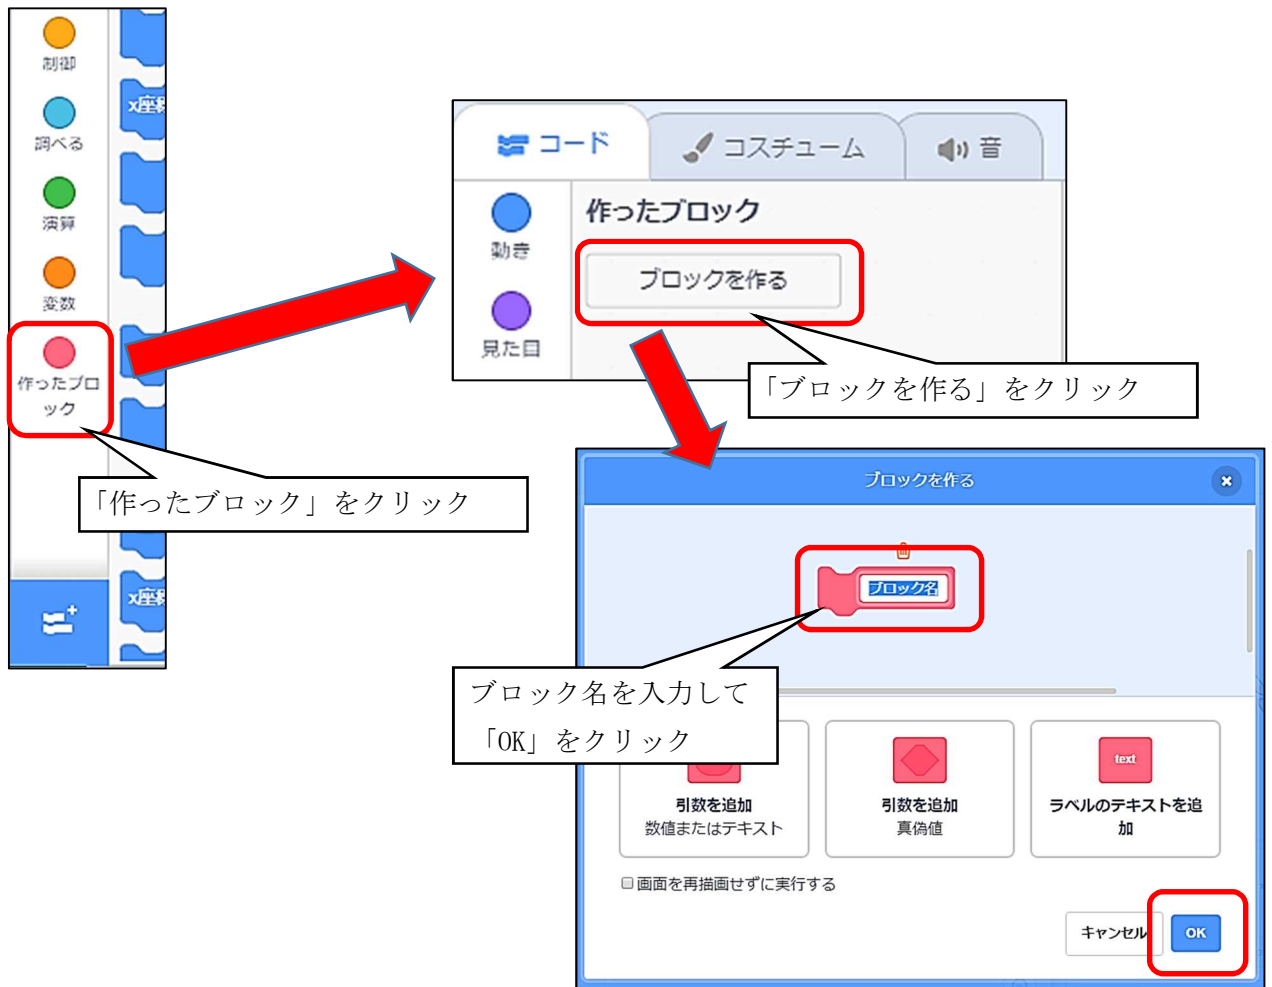 制御
調べる
演算
変数
作ったブロ
ック
x座
x座
「作ったブロック」をクリック
コード
コスチューム
音
動き
見た目
作ったブロック
ブロックを作る
「ブロックを作る」をクリック
ブロックを作る
ブロック名
ブロック名を入力して
「OK」をクリック
引数を追加
数値またはテキスト
引数を追加
真偽値
text
ラベルのテキストを追
加
画面を再描画せずに実行する
キャンセル
OK